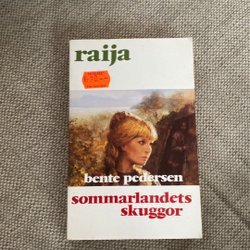 raija
bente pedersen
sommarlandets
skuggor